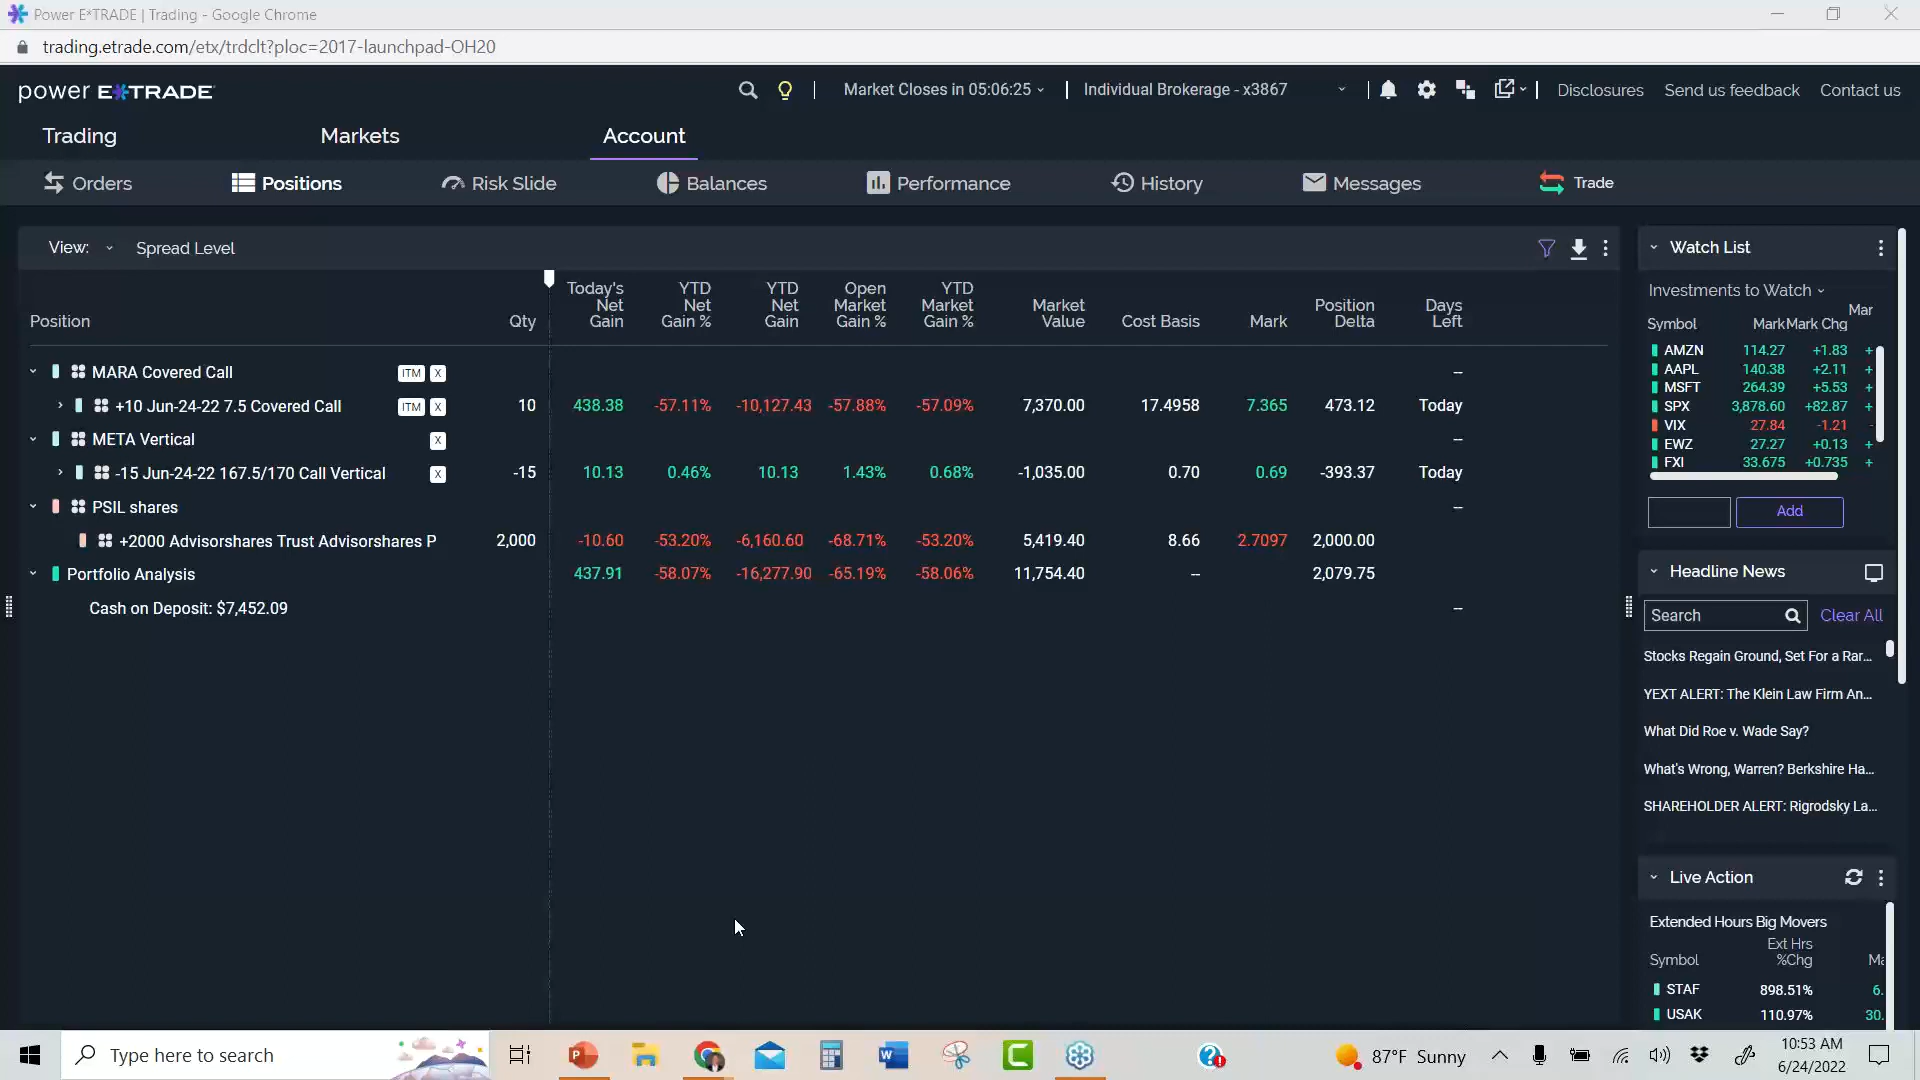 Power E*TRADE | Trading - Google Chrome
trading.etrade.com/etx/trdclt?ploc=2017-launchpad-OH20
power E*TRADE
Market Closes in 05:06:25
Individual Brokerage - x3867
Disclosures
Send us feedback
Contact us
Trading
Markets
Account
Orders
Positions
Risk Slide
Balances
Performance
History
Messages
Trade
View:
Spread Level
Position
Qty
Today's
Net
Gain
YTD
Net
Gain %
YTD
Net
Gain
Open
Market
Gain %
YTD
Market
Gain %
Market
Value
Cost Basis
Mark
Position
Delta
Days
Left
MARA Covered Call ITM X --
+10 Jun-24-22 7.5 Covered Call ITM X 10 438.38 -57.11% -10,127.43 -57.88% -57.09% 7,370.00 17.4958 7.365 473.12 Today
META Vertical X --
-15 Jun-24-22 167.5/170 Call Vertical X -15 10.13 0.46% 10.13 1.43% 0.68% -1,035.00 0.70 0.69 -393.37 Today
PSIL shares --
+2000 Advisorshares Trust Advisorshares P 2,000 -10.60 -53.20% -6,160.60 -68.71% -53.20% 5,419.40 8.66 2.7097 2,000.00
Portfolio Analysis 437.91 -58.07% -16,277.90 -65.19% -58.06% 11,754.40 -- 2,079.75
Cash on Deposit: $7,452.09 --
Watch List
Investments to Watch
Symbol Mark Mark Chg Mar
AMZN 114.27 +1.83 +
AAPL 140.38 +2.11 +
MSFT 264.39 +5.53 +
SPX 3,878.60 +82.87 +
VIX 27.84 -1.21 -
EWZ 27.27 +0.13 +
FXI 33.675 +0.735 +
Add
Headline News
Search
Clear All
Stocks Regain Ground, Set For a Rar...
YEXT ALERT: The Klein Law Firm An...
What Did Roe v. Wade Say?
What's Wrong, Warren? Berkshire Ha...
SHAREHOLDER ALERT: Rigrodsky La...
Live Action
Extended Hours Big Movers
Symbol
Ext Hrs
%Chg
STAF 898.51% 6.
USAK 110.97% 30.
Type here to search
87°F Sunny
10:53 AM
6/24/2022